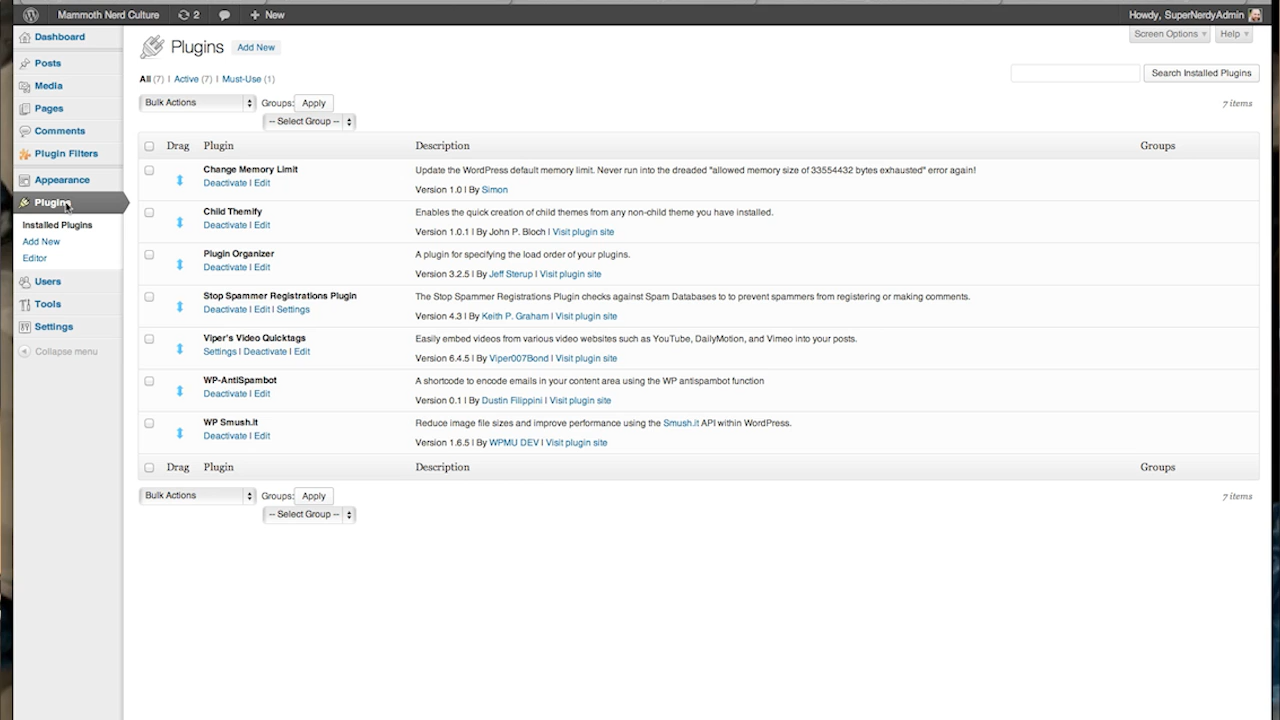 Mammoth Nerd Culture 2 New Howdy, SuperNerdyAdmin
Dashboard
Posts
Media
Pages
Comments
Plugin Filters
Appearance
Plugins
Installed Plugins
Add New
Editor
Users
Tools
Settings
Collapse menu
Screen Options Help
Plugins Add New
All (7) | Active (7) | Must-Use (1)
Search Installed Plugins
Bulk Actions Groups: Apply
-- Select Group --
7 items
Drag Plugin Description Groups
Change Memory Limit
Deactivate | Edit
Update the WordPress default memory limit. Never run into the dreaded "allowed memory size of 33554432 bytes exhausted" error again!
Version 1.0 | By Simon
Child Themify
Deactivate | Edit
Enables the quick creation of child themes from any non-child theme you have installed.
Version 1.0.1 | By John P. Bloch | Visit plugin site
Plugin Organizer
Deactivate | Edit
A plugin for specifying the load order of your plugins.
Version 3.2.5 | By Jeff Sterup | Visit plugin site
Stop Spammer Registrations Plugin
Deactivate | Edit | Settings
The Stop Spammer Registrations Plugin checks against Spam Databases to to prevent spammers from registering or making comments.
Version 4.3 | By Keith P. Graham | Visit plugin site
Viper's Video Quicktags
Settings | Deactivate | Edit
Easily embed videos from various video websites such as YouTube, DailyMotion, and Vimeo into your posts.
Version 6.4.5 | By Viper007Bond | Visit plugin site
WP-AntiSpambot
Deactivate | Edit
A shortcode to encode emails in your content area using the WP antispambot function
Version 0.1 | By Dustin Filippini | Visit plugin site
WP Smush.it
Deactivate | Edit
Reduce image file sizes and improve performance using the Smush.it API within WordPress.
Version 1.6.5 | By WPMU DEV | Visit plugin site
Drag Plugin Description Groups
Bulk Actions Groups: Apply
-- Select Group --
7 items